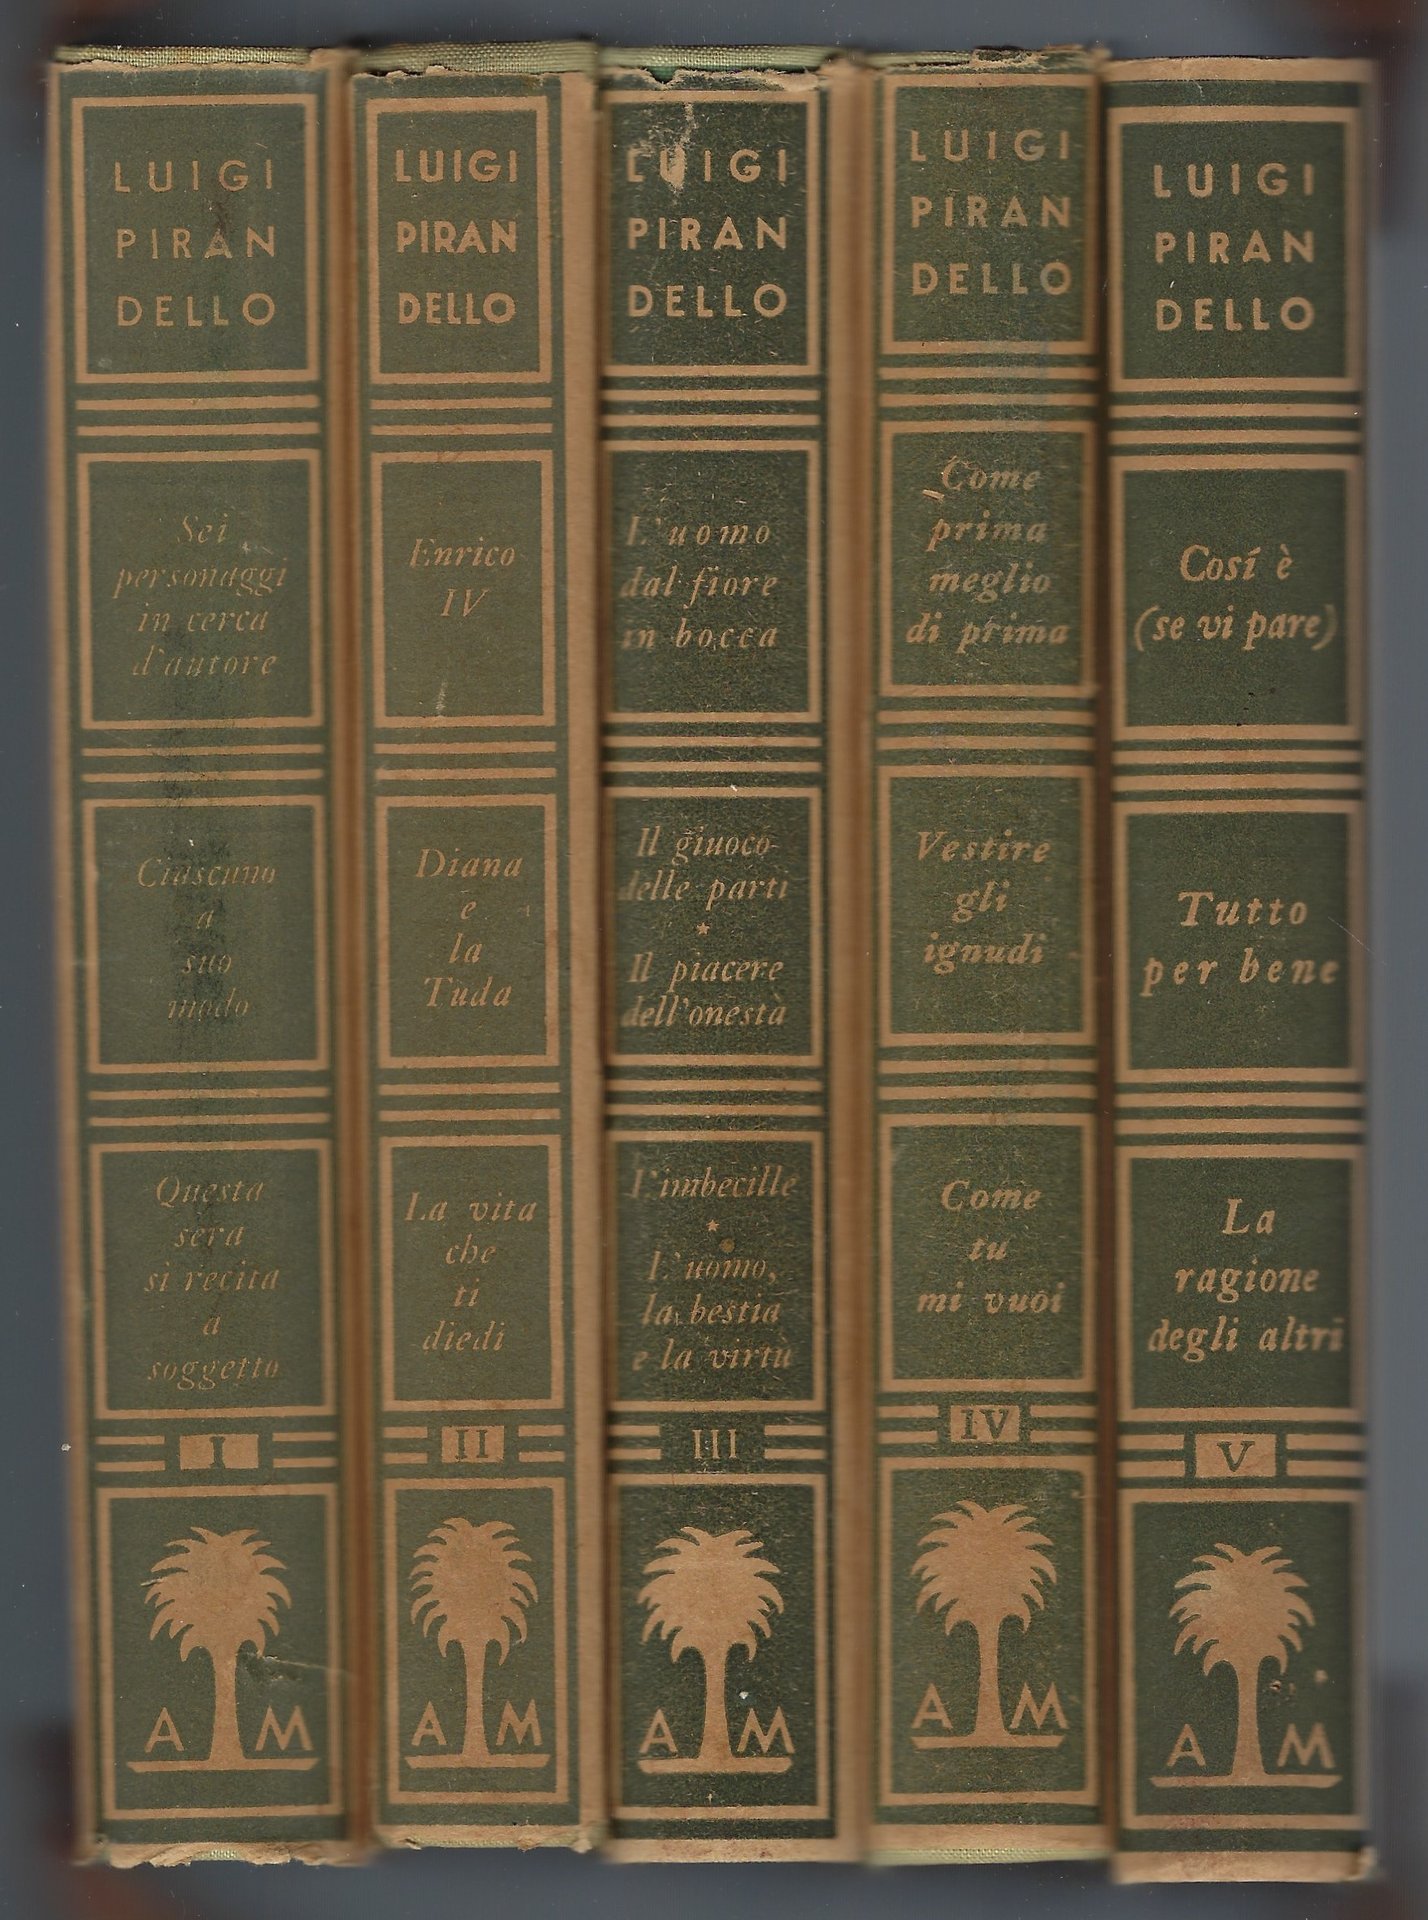 LUIGI
PIRAN
DELLO
Sei
personaggi
in cerca
d'autore
Ciascuno
a
suo
modo
Questa
sera
si recita
a
soggetto
I
A M
LUIGI
PIRAN
DELLO
Enrico
IV
Diana
e
la
Tuda
La vita
che
ti
diedi
II
A M
LUIGI
PIRAN
DELLO
L'uomo
dal fiore
in bocca
Il giuoco
delle parti
★
Il piacere
dell'onestà
L'imbecille
★
L'uomo,
la bestia
e la virtù
III
A M
LUIGI
PIRAN
DELLO
Come
prima
meglio
di prima
Vestire
gli
ignudi
Come
tu
mi vuoi
IV
A M
LUIGI
PIRAN
DELLO
Cosí è
(se vi pare)
Tutto
per bene
La
ragione
degli altri
V
A M